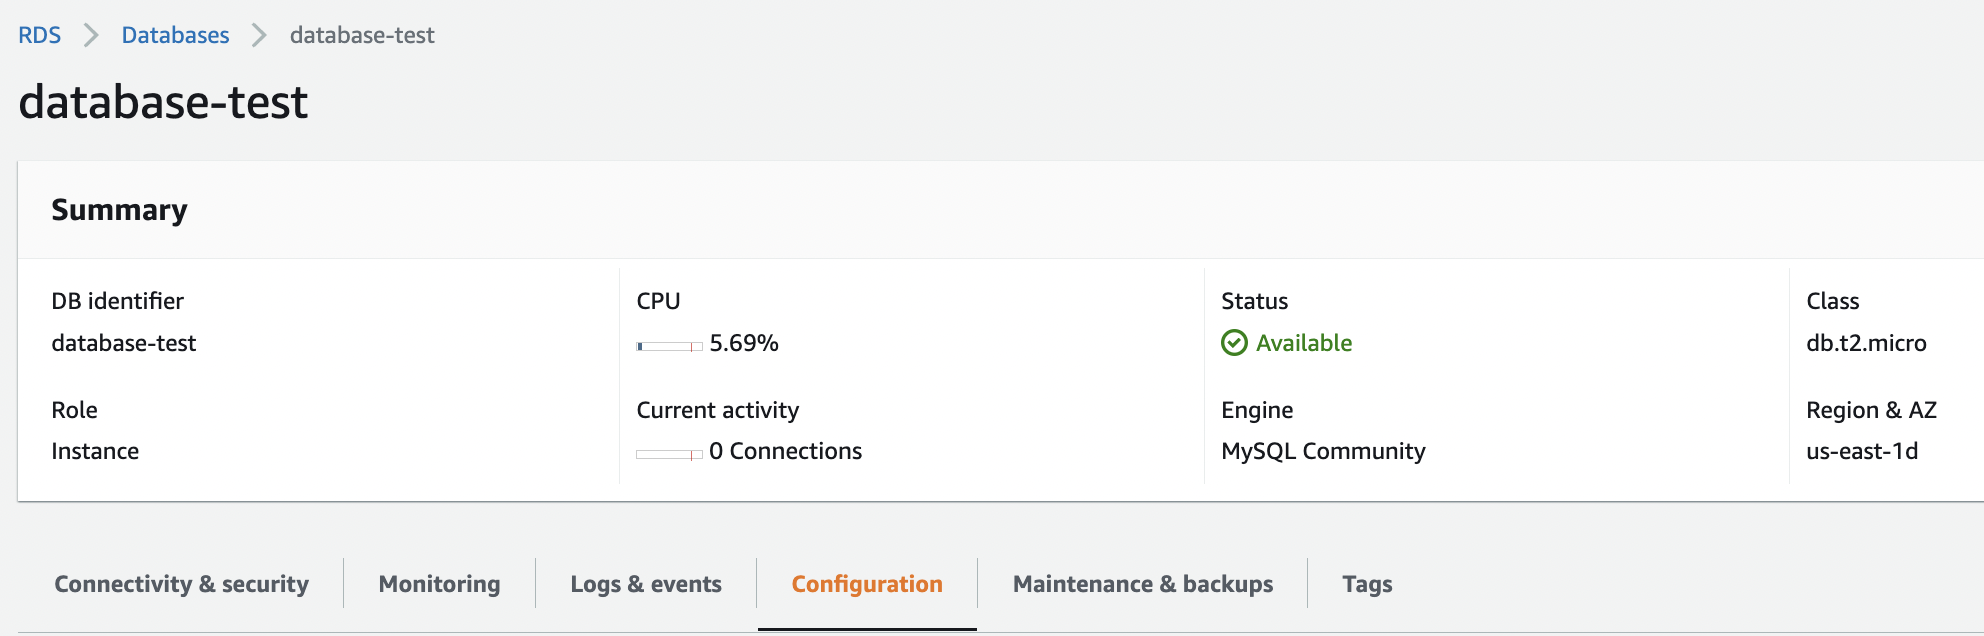 RDS > Databases > database-test
database-test
Summary
DB identifier
database-test
CPU
5.69%
Status
Available
Class
db.t2.micro
Role
Instance
Current activity
0 Connections
Engine
MySQL Community
Region & AZ
us-east-1d
Connectivity & security
Monitoring
Logs & events
Configuration
Maintenance & backups
Tags